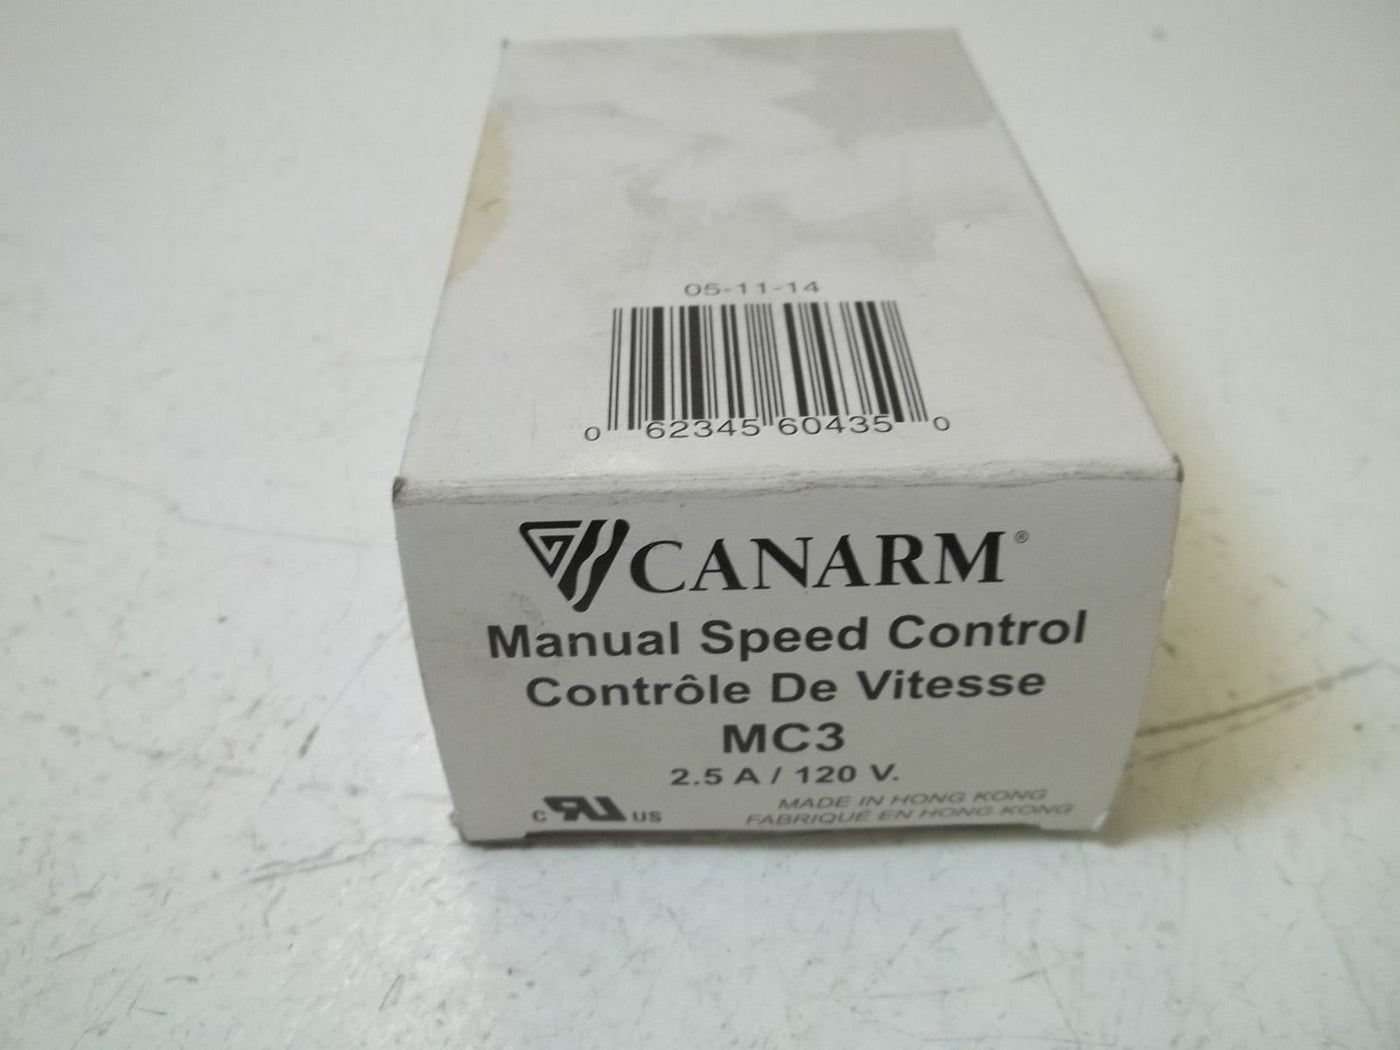 05-11-14
0 62345 60435 0
CANARM®
Manual Speed Control
Contrôle De Vitesse
MC3
2.5 A / 120 V.
C RU US
MADE IN HONG KONG
FABRIQUÉ EN HONG KONG